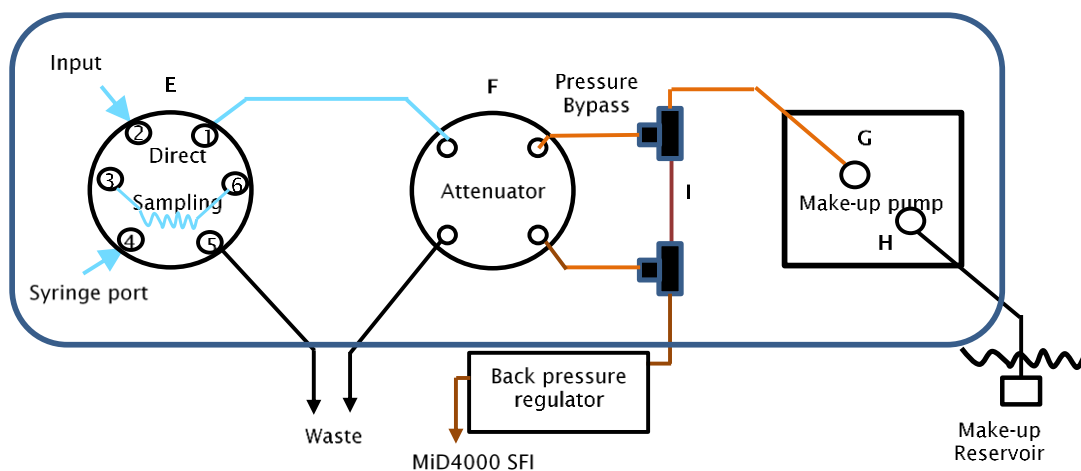 Input
E
F
Pressure
Bypass
2
1
Direct
G
3
Sampling
6
Attenuator
I
Make-up pump
4
5
H
Syringe port
Back pressure
regulator
Waste
MiD4000 SFI
Make-up
Reservoir